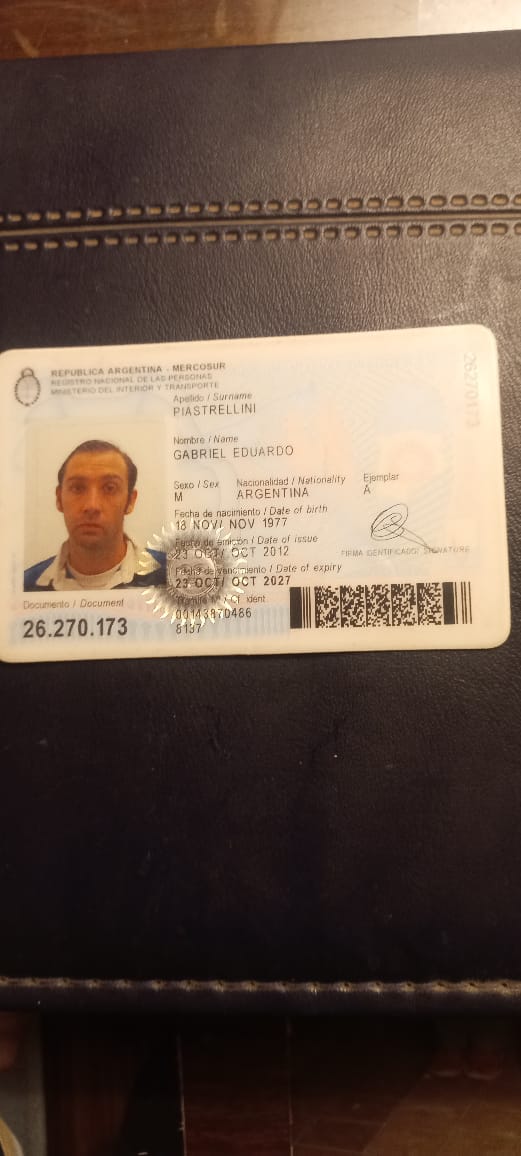 REPUBLICA ARGENTINA - MERCOSUR
REGISTRO NACIONAL DE LAS PERSONAS
MINISTERIO DEL INTERIOR Y TRANSPORTE
Apellido / Surname
PIASTRELLINI
Nombre / Name
GABRIEL EDUARDO
Sexo / Sex Nacionalidad / Nationality Ejemplar
M ARGENTINA A
Fecha de nacimiento / Date of birth
18 NOV/ NOV 1977
Fecha de emisión / Date of issue
23 OCT/ OCT 2012
FIRMA IDENTIFICADO/ SIGNATURE
Fecha de vencimiento / Date of expiry
23 OCT/ OCT 2027
Documento / Document
26.270.173
Trámite Nº / Of. ident.
00143870486
8137
26270173